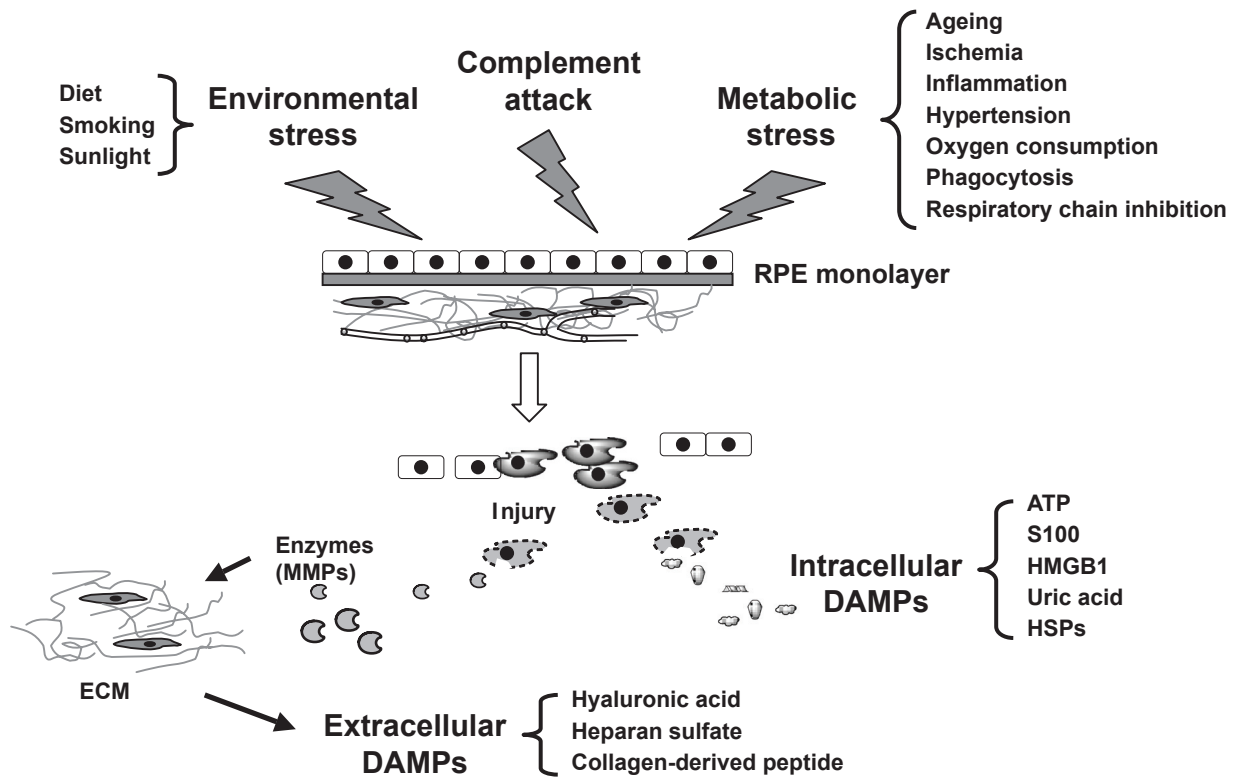 Diet
Smoking
Sunlight
Environmental
stress
Complement
attack
Metabolic
stress
Ageing
Ischemia
Inflammation
Hypertension
Oxygen consumption
Phagocytosis
Respiratory chain inhibition
RPE monolayer
Injury
Enzymes
(MMPs)
ECM
Intracellular
DAMPs
ATP
S100
HMGB1
Uric acid
HSPs
Extracellular
DAMPs
Hyaluronic acid
Heparan sulfate
Collagen-derived peptide